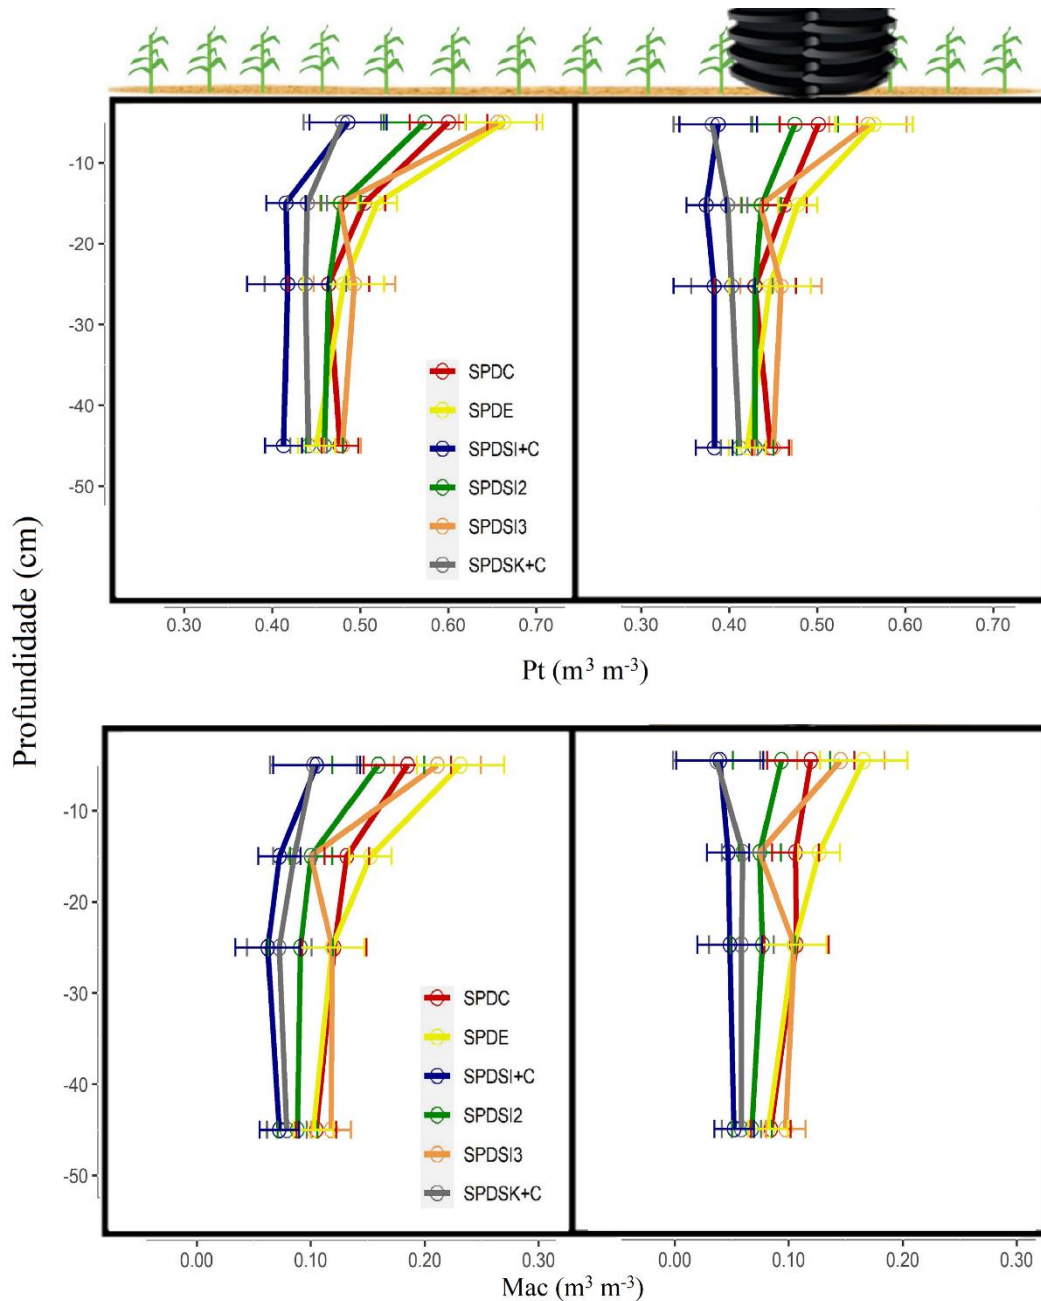 -10
-20
-30
-40
-50
SPDC
SPDE
SPDSI+C
SPDSI2
SPDSI3
SPDSK+C
0.30 0.40 0.50 0.60 0.70 0.30 0.40 0.50 0.60 0.70
Pt (m³ m⁻³)
Profundidade (cm)
-10
-20
-30
-40
-50
SPDC
SPDE
SPDSI+C
SPDSI2
SPDSI3
SPDSK+C
0.00 0.10 0.20 0.30 0.00 0.10 0.20 0.30
Mac (m³ m⁻³)